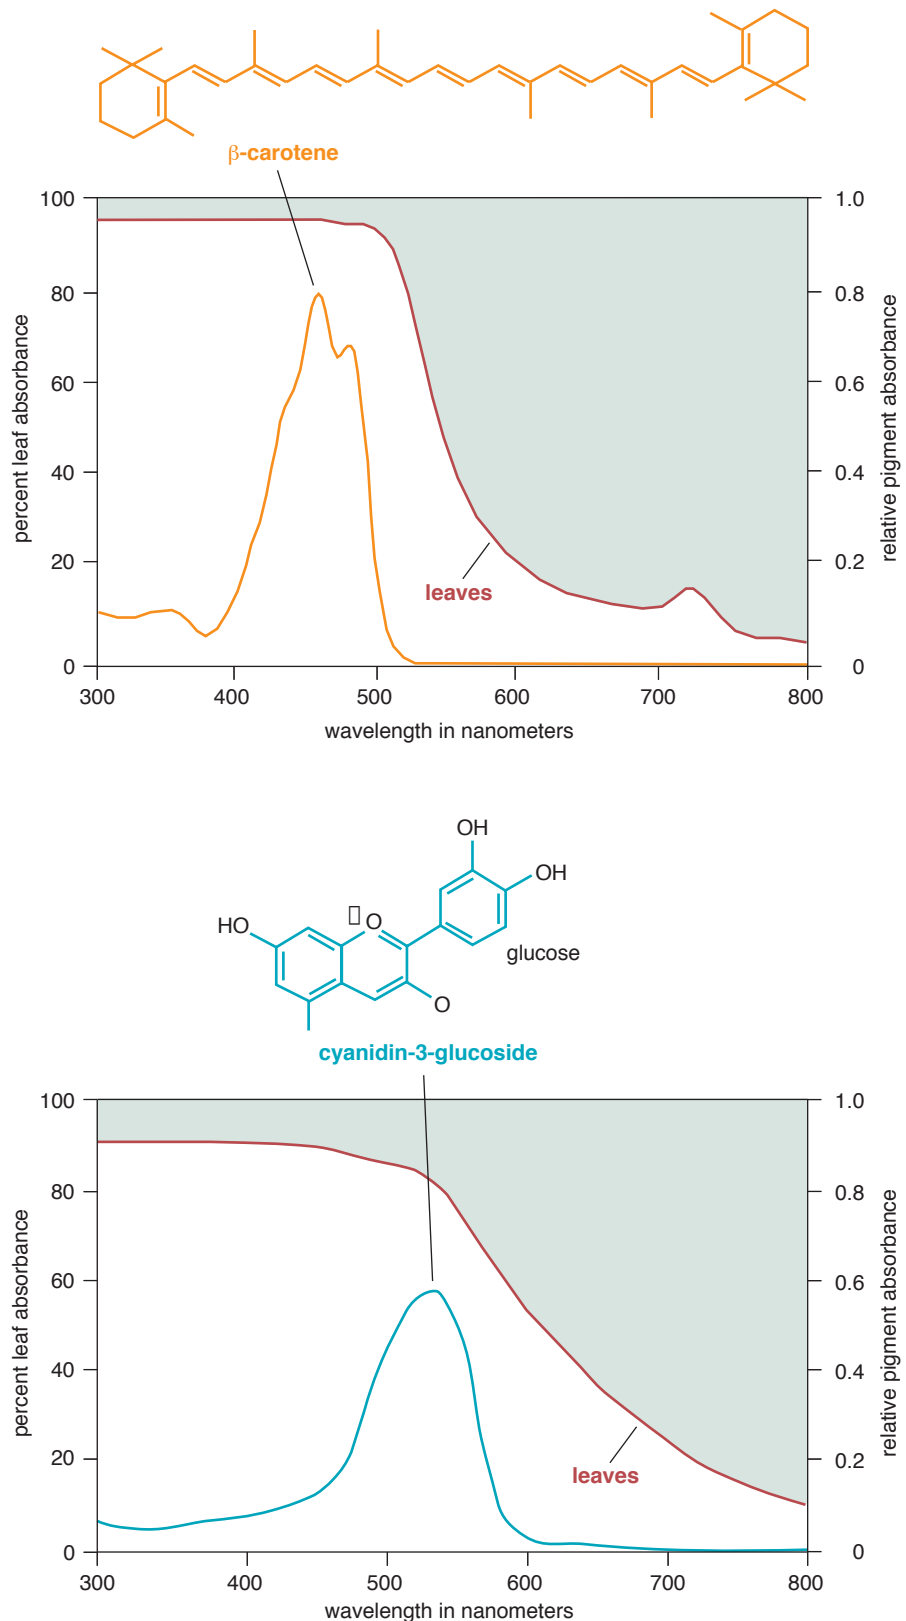 β-carotene
100
80
60
40
20
0
percent leaf absorbance
1.0
0.8
0.6
0.4
0.2
0
relative pigment absorbance
leaves
300 400 500 600 700 800
wavelength in nanometers
OH
OH
HO
O
glucose
O
cyanidin-3-glucoside
100
80
60
40
20
0
percent leaf absorbance
1.0
0.8
0.6
0.4
0.2
0
relative pigment absorbance
leaves
300 400 500 600 700 800
wavelength in nanometers